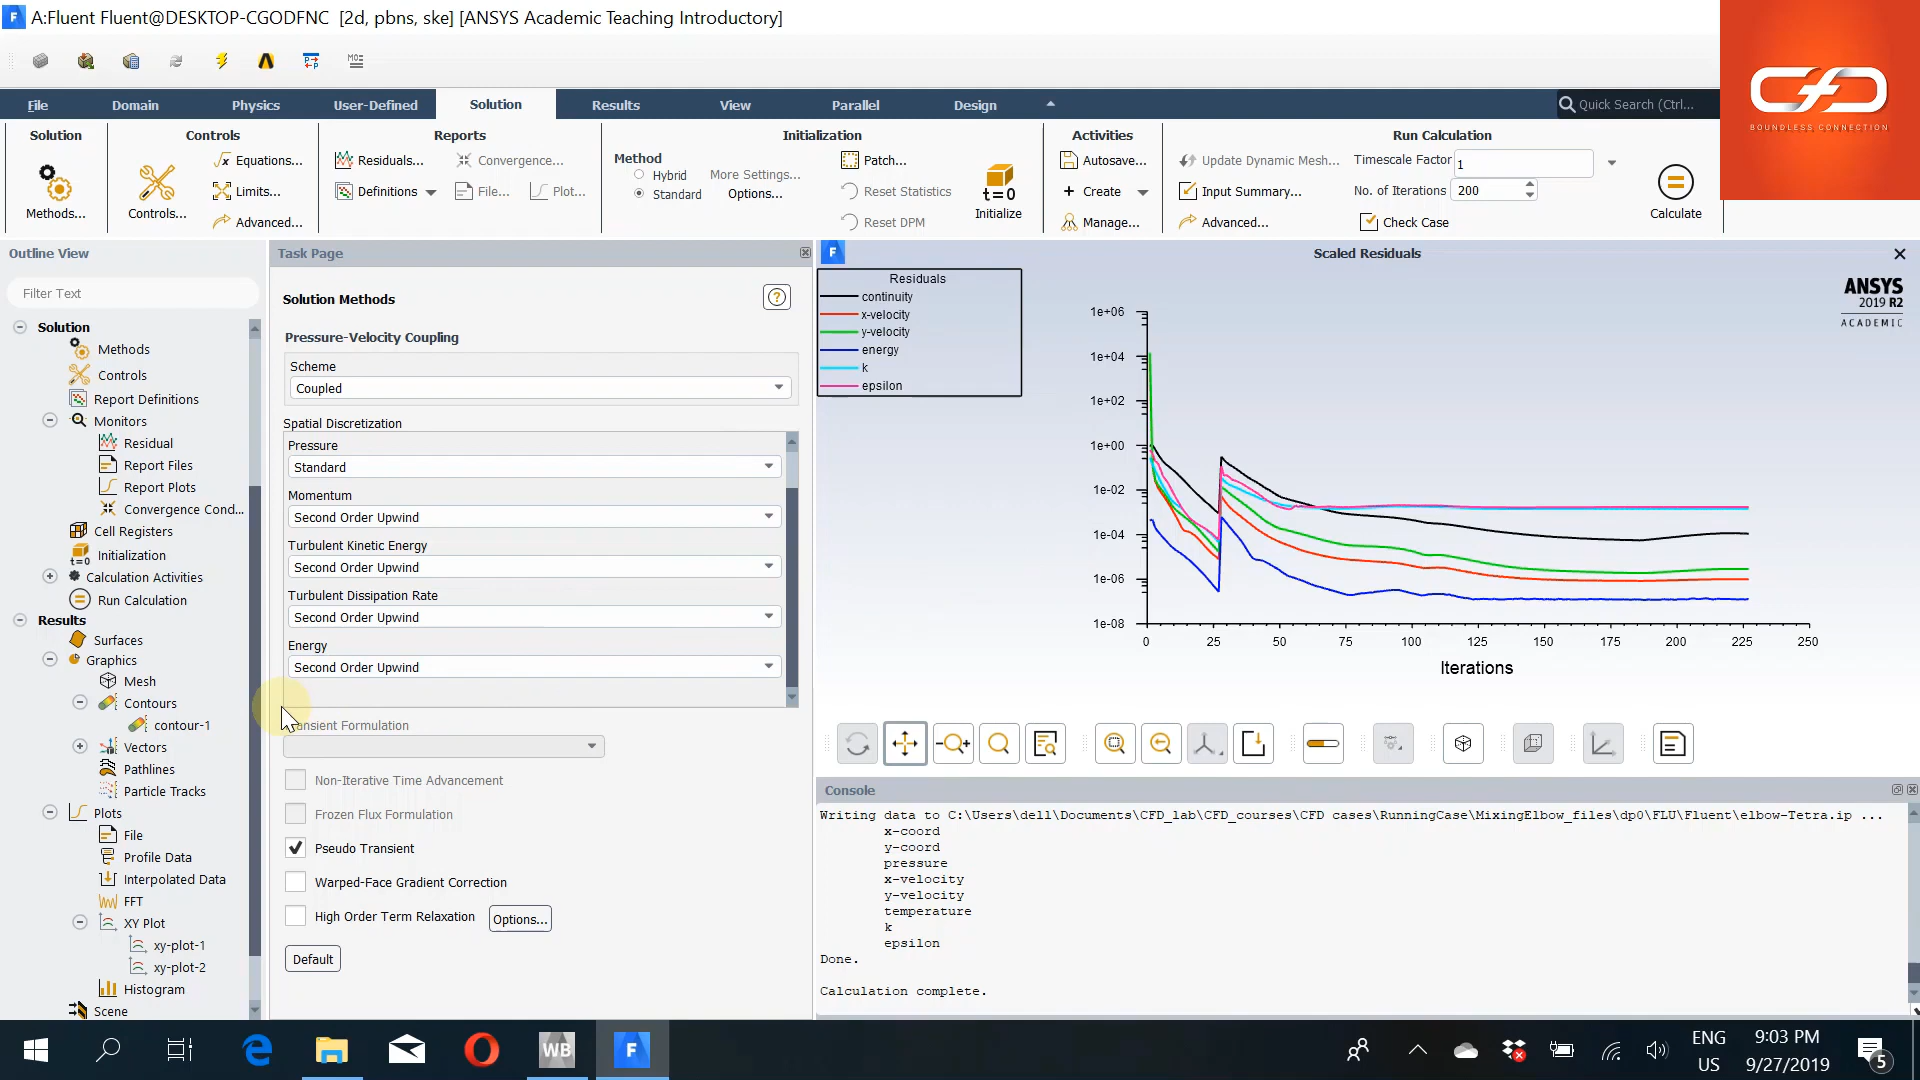 A:Fluent Fluent@DESKTOP-CGODFNC [2d, pbns, ske] [ANSYS Academic Teaching Introductory]
CFD
BOUNDLESS CONNECTION
File
Domain
Physics
User-Defined
Solution
Results
View
Parallel
Design
Quick Search (Ctrl...
Solution
Methods...
Controls
Controls...
Equations...
Limits...
Advanced...
Reports
Residuals...
Convergence...
Definitions
File...
Plot...
Initialization
Method
Hybrid
More Settings...
Standard
Options...
Patch...
Reset Statistics
Reset DPM
t=0
Initialize
Activities
Autosave...
Create
Manage...
Run Calculation
Update Dynamic Mesh...
Timescale Factor 1
Input Summary...
No. of Iterations 200
Advanced...
Check Case
Calculate
Outline View
Filter Text
Solution
Methods
Controls
Report Definitions
Monitors
Residual
Report Files
Report Plots
Convergence Cond...
Cell Registers
t=0 Initialization
Calculation Activities
Run Calculation
Results
Surfaces
Graphics
Mesh
Contours
contour-1
Vectors
Pathlines
Particle Tracks
Plots
File
Profile Data
Interpolated Data
FFT
XY Plot
xy-plot-1
xy-plot-2
Histogram
Scene
Task Page
Solution Methods
?
Pressure-Velocity Coupling
Scheme
Coupled
Spatial Discretization
Pressure
Standard
Momentum
Second Order Upwind
Turbulent Kinetic Energy
Second Order Upwind
Turbulent Dissipation Rate
Second Order Upwind
Energy
Second Order Upwind
ansient Formulation
Non-Iterative Time Advancement
Frozen Flux Formulation
Pseudo Transient
Warped-Face Gradient Correction
High Order Term Relaxation
Options...
Default
Scaled Residuals
Residuals
continuity
x-velocity
y-velocity
energy
k
epsilon
ANSYS
2019 R2
ACADEMIC
1e+06
1e+04
1e+02
1e+00
1e-02
1e-04
1e-06
1e-08
0 25 50 75 100 125 150 175 200 225 250
Iterations
Console
Writing data to C:\Users\dell\Documents\CFD_lab\CFD_courses\CFD cases\RunningCase\MixingElbow_files\dp0\FLU\Fluent\elbow-Tetra.ip ...
x-coord
y-coord
pressure
x-velocity
y-velocity
temperature
k
epsilon
Done.
Calculation complete.
WB
F
ENG
US
9:03 PM
9/27/2019
5